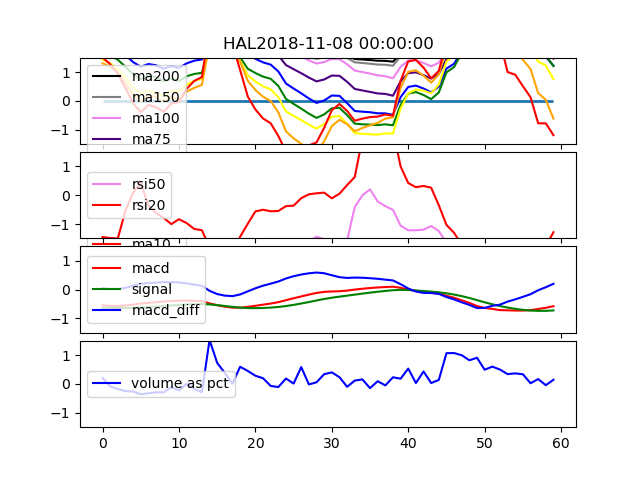 HAL2018-11-08 00:00:00
1
0
−1
ma200
ma150
ma100
ma75
1
0
−1
rsi50
rsi20
ma10
1
0
−1
macd
signal
macd_diff
1
0
−1
volume as pct
0
10
20
30
40
50
60